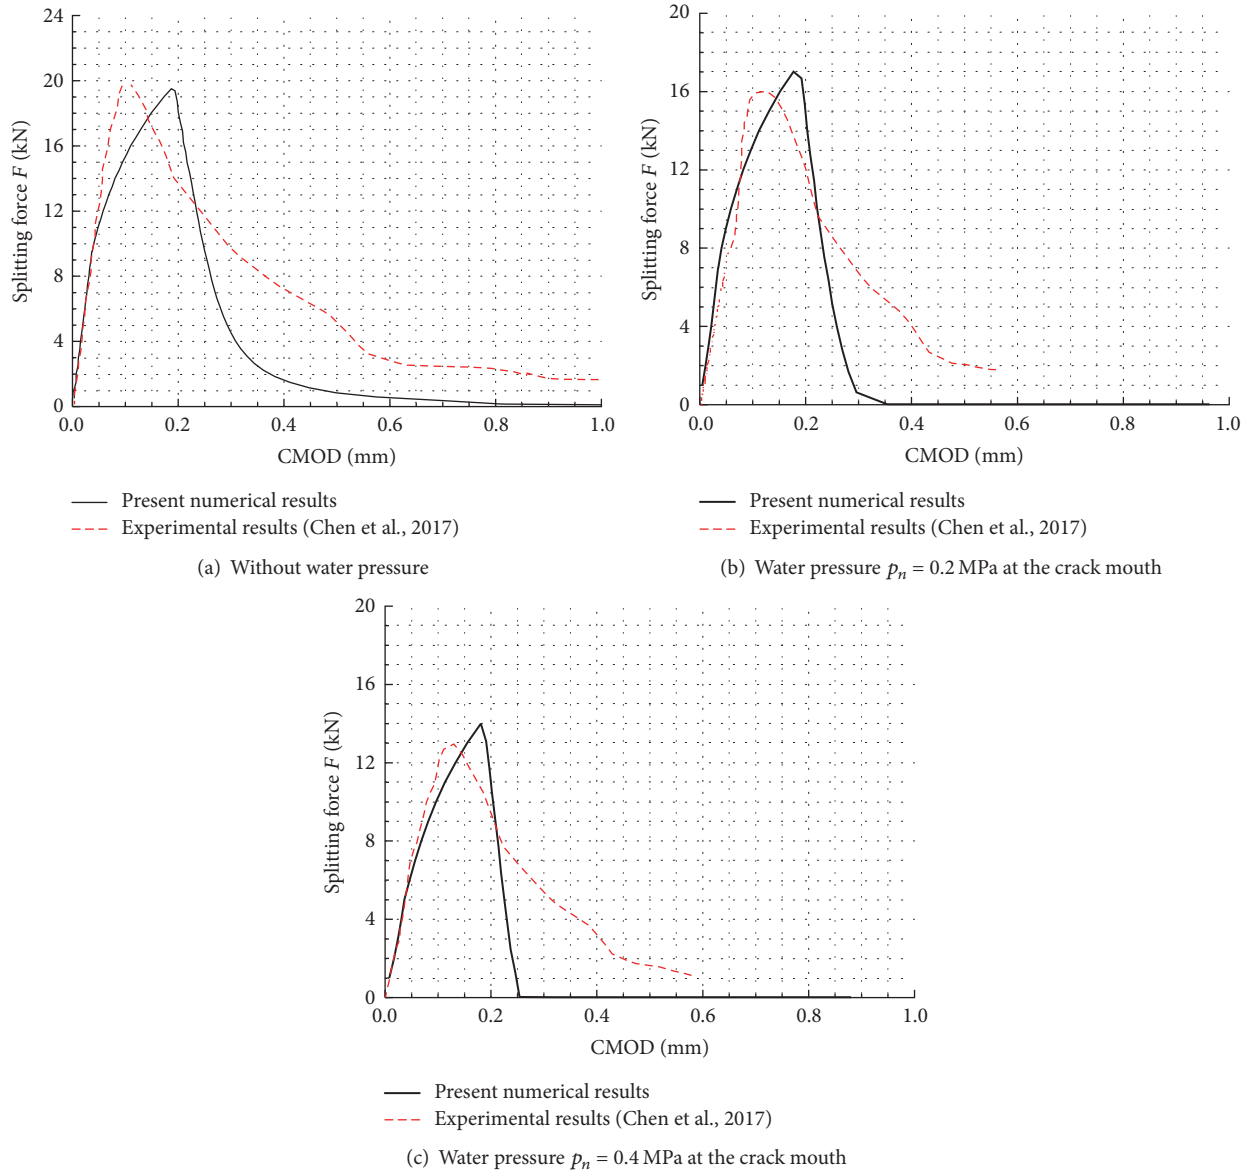 24
20
16
12
8
4
0
Splitting force F (kN)
0.0 0.2 0.4 0.6 0.8 1.0
CMOD (mm)
Present numerical results
Experimental results (Chen et al., 2017)
(a) Without water pressure
20
16
12
8
4
0
Splitting force F (kN)
0.0 0.2 0.4 0.6 0.8 1.0
CMOD (mm)
Present numerical results
Experimental results (Chen et al., 2017)
(b) Water pressure pn = 0.2 MPa at the crack mouth
20
16
12
8
4
0
Splitting force F (kN)
0.0 0.2 0.4 0.6 0.8 1.0
CMOD (mm)
Present numerical results
Experimental results (Chen et al., 2017)
(c) Water pressure pn = 0.4 MPa at the crack mouth